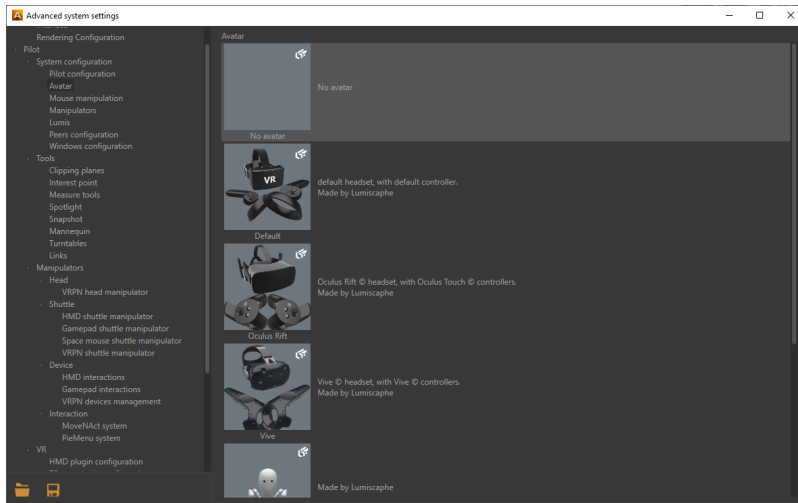 Advanced system settings
Rendering Configuration
Pilot
System configuration
Pilot configuration
Avatar
Mouse manipulation
Manipulators
Lumis
Peers configuration
Windows configuration
Tools
Clipping planes
Interest point
Measure tools
Spotlight
Snapshot
Mannequin
Turntables
Links
Manipulators
Head
VRPN head manipulator
Shuttle
HMD shuttle manipulator
Gamepad shuttle manipulator
Space mouse shuttle manipulator
VRPN shuttle manipulator
Device
HMD interactions
Gamepad interactions
VRPN devices management
Interaction
MoveNAct system
PieMenu system
VR
HMD plugin configuration
Avatar
No avatar
No avatar
VR
default headset, with default controller.
Made by Lumiscaphe
Default
Oculus Rift © headset, with Oculus Touch © controllers.
Made by Lumiscaphe
Oculus Rift
Vive © headset, with Vive © controllers.
Made by Lumiscaphe
Vive
Made by Lumiscaphe